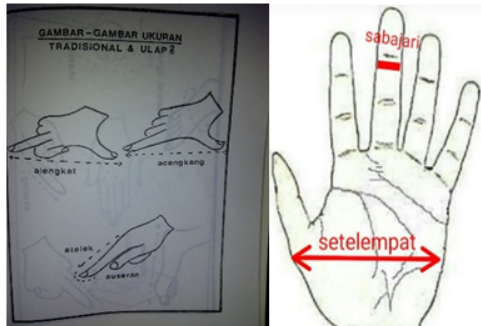 GAMBAR-GAMBAR UKURAN
TRADISIONAL & ULAP2
alengkat
acengkang
atelek
auseran
sabajari
setelempat